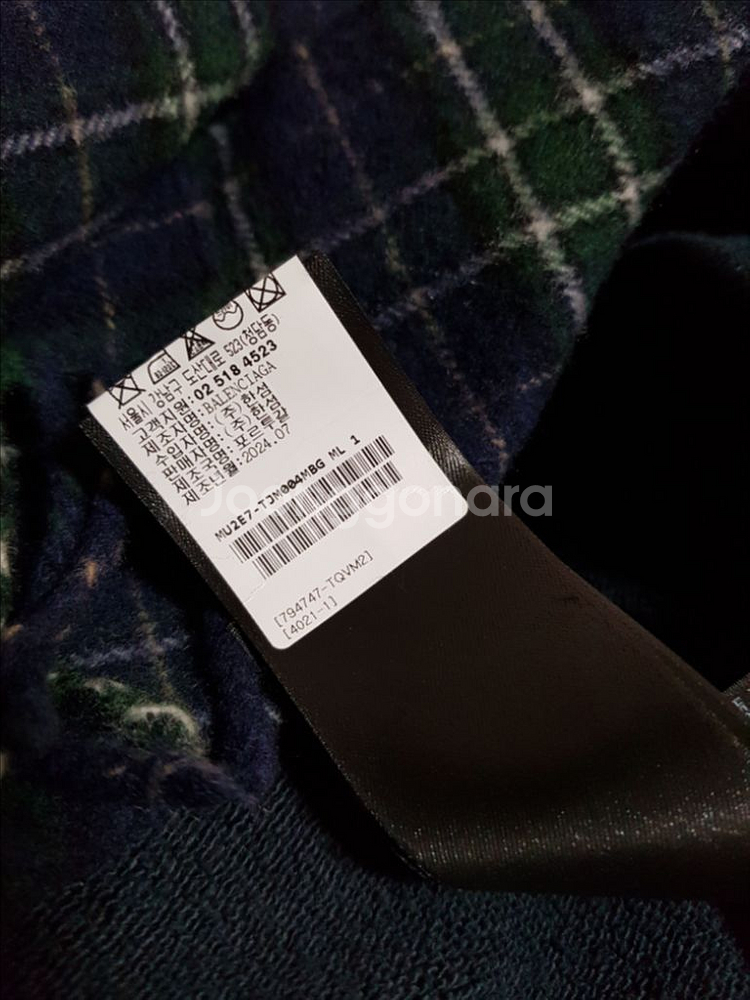 서울시 강남구 도산대로 523(청담동)
고객지원:02 518 4523
제조자명:BALENCIAGA
수입자명:(주)한섬
판매자명:(주)한섬
제조국명:포르투갈
제조년월:2024.07
MU2E7-TJM004MBG ML 1
[794747-TQVM2]
[4021-1]
Joonggonara